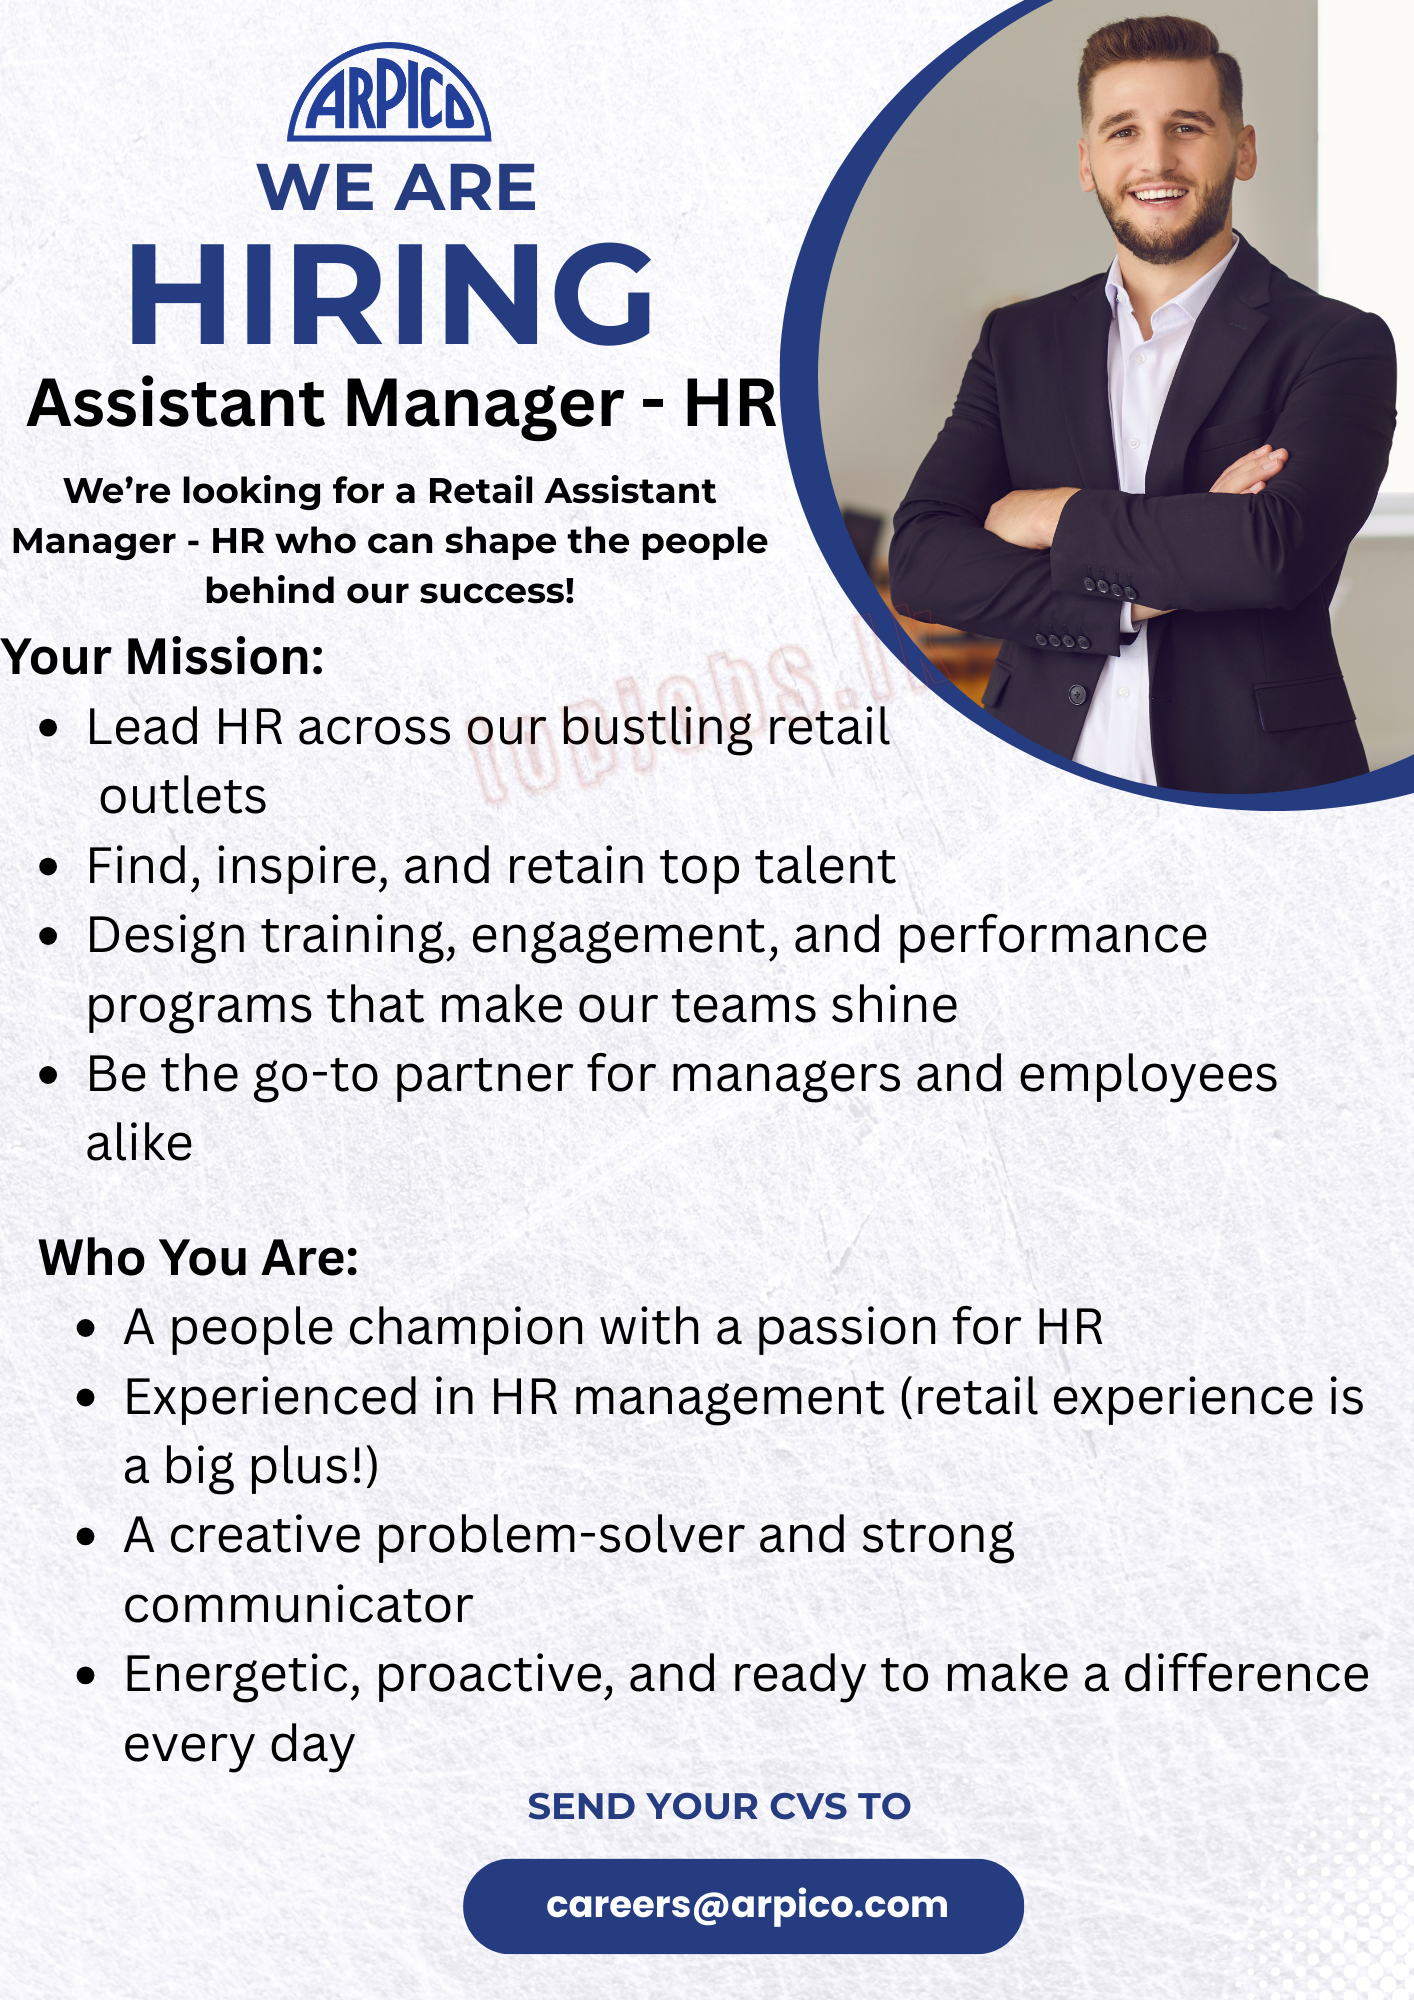 ARPICO
WE ARE
HIRING
Assistant Manager - HR
We’re looking for a Retail Assistant
Manager - HR who can shape the people
behind our success!
Your Mission:
• Lead HR across our bustling retail
outlets
• Find, inspire, and retain top talent
• Design training, engagement, and performance
programs that make our teams shine
• Be the go-to partner for managers and employees
alike
topjobs.lk
Who You Are:
• A people champion with a passion for HR
• Experienced in HR management (retail experience is
a big plus!)
• A creative problem-solver and strong
communicator
• Energetic, proactive, and ready to make a difference
every day
SEND YOUR CVS TO
careers@arpico.com